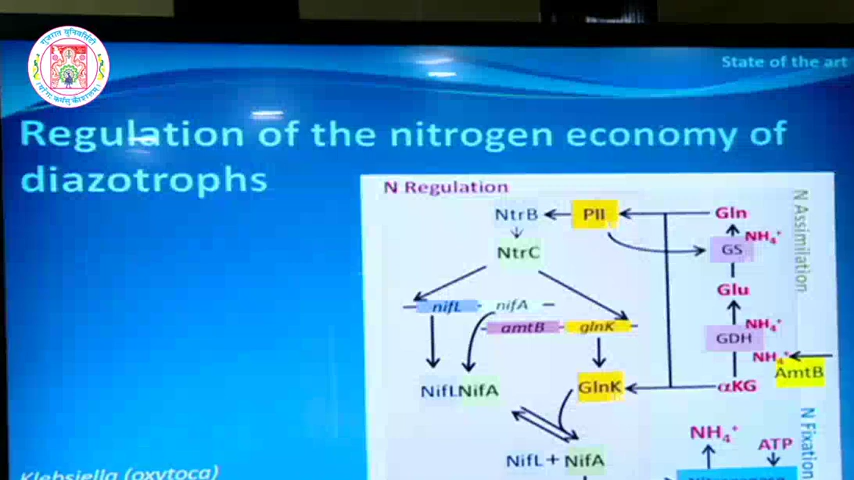 State of the art
Regulation of the nitrogen economy of
diazotrophs
N Regulation
NtrB
PII
Gln
NH₄⁺
GS
NtrC
Glu
nifL
nifA
amtB
glnK
NH₄⁺
GDH
NH₄⁺
AmtB
NifLNifA
GlnK
αKG
N Assimilation
NifL+NifA
NH₄⁺
ATP
N Fixation
Klebsiella (oxytoca)
ગુજરાત યુનિવર્સિટી